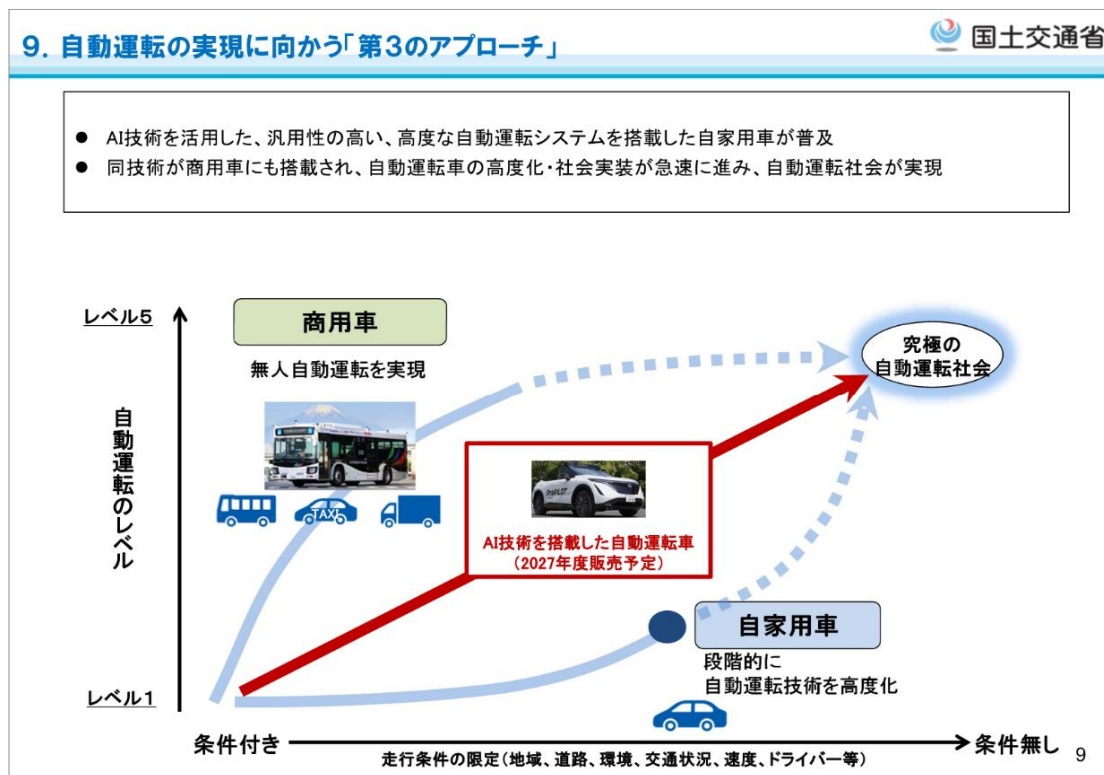 9．自動運転の実現に向かう「第3のアプローチ」
国土交通省
● AI技術を活用した、汎用性の高い、高度な自動運転システムを搭載した自家用車が普及
● 同技術が商用車にも搭載され、自動運転車の高度化・社会実装が急速に進み、自動運転社会が実現
レベル5
商用車
無人自動運転を実現
究極の
自動運転社会
自動運転のレベル
TAXI
ProPILOT
AI技術を搭載した自動運転車
（2027年度販売予定）
自家用車
段階的に
自動運転技術を高度化
レベル1
条件付き
条件無し
走行条件の限定（地域、道路、環境、交通状況、速度、ドライバー等）
9